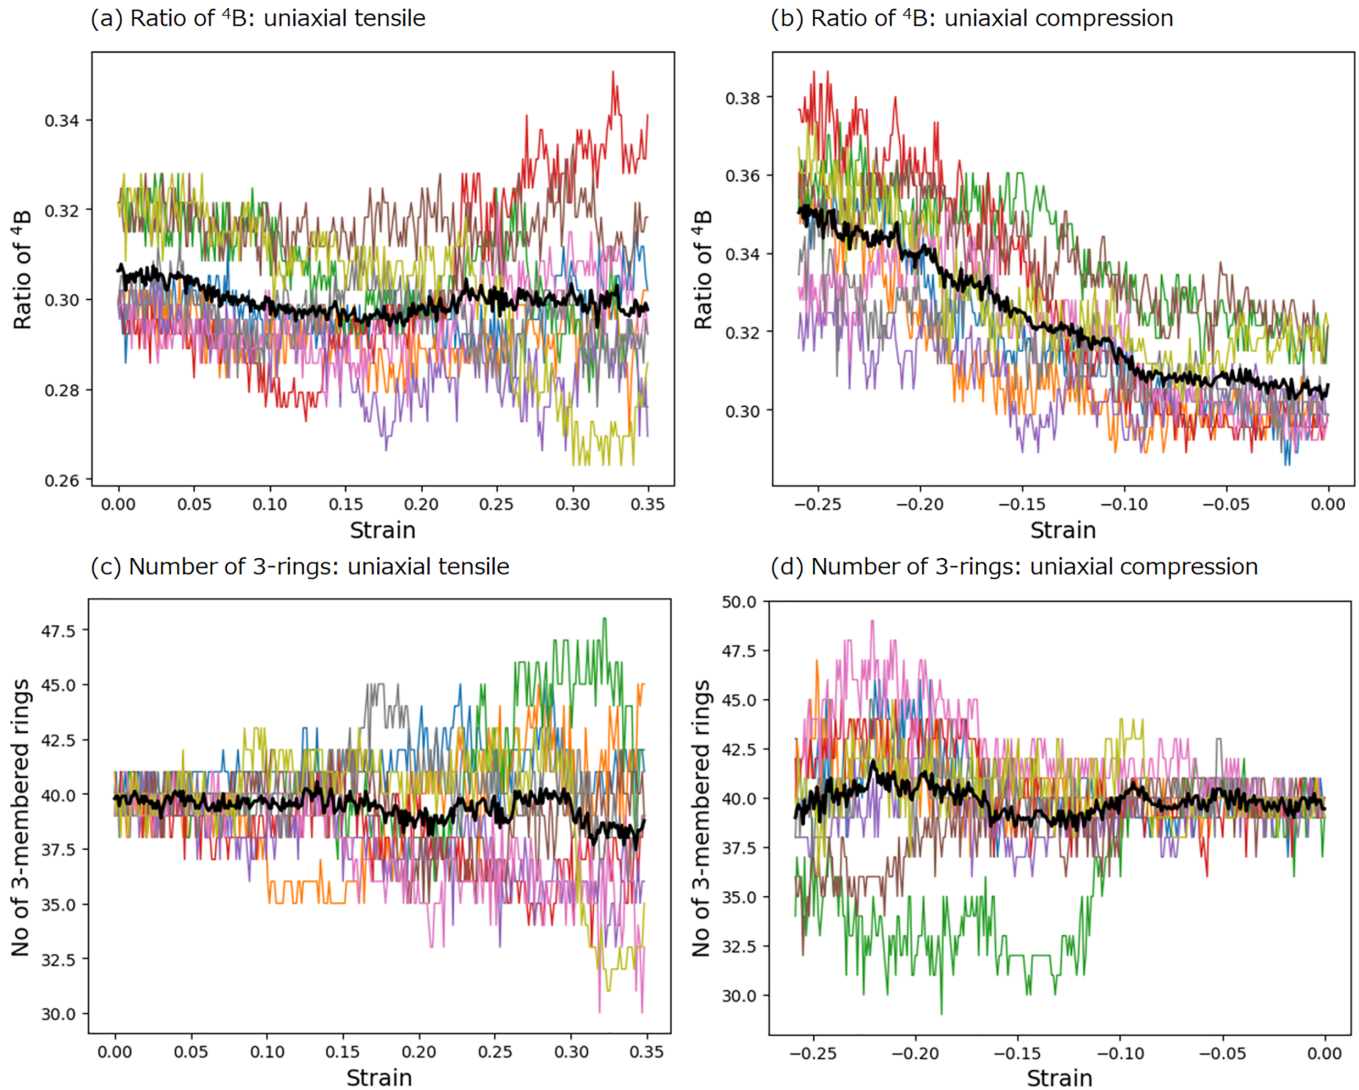 (a) Ratio of ⁴B: uniaxial tensile
(b) Ratio of ⁴B: uniaxial compression
Ratio of ⁴B
0.34
0.32
0.30
0.28
0.26
0.00 0.05 0.10 0.15 0.20 0.25 0.30 0.35
Strain
Ratio of ⁴B
0.38
0.36
0.34
0.32
0.30
−0.25 −0.20 −0.15 −0.10 −0.05 0.00
Strain
(c) Number of 3-rings: uniaxial tensile
(d) Number of 3-rings: uniaxial compression
No of 3-membered rings
47.5
45.0
42.5
40.0
37.5
35.0
32.5
30.0
0.00 0.05 0.10 0.15 0.20 0.25 0.30 0.35
Strain
No of 3-membered rings
50.0
47.5
45.0
42.5
40.0
37.5
35.0
32.5
30.0
−0.25 −0.20 −0.15 −0.10 −0.05 0.00
Strain